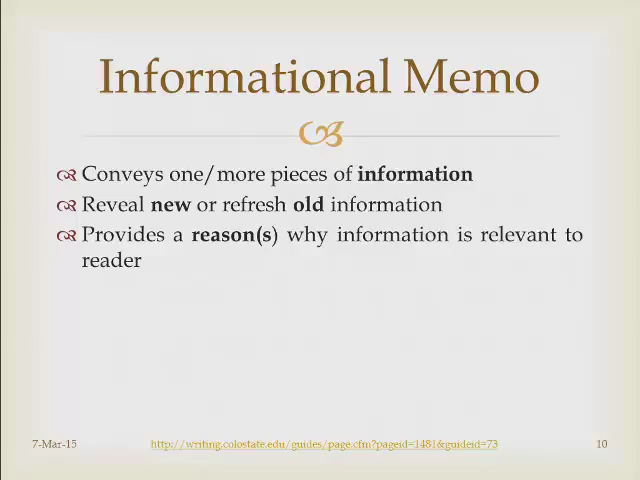 Informational Memo
Conveys one/more pieces of information
Reveal new or refresh old information
Provides a reason(s) why information is relevant to
reader
7-Mar-15
http://writing.colostate.edu/guides/page.cfm?pageid=1481&guideid=73
10